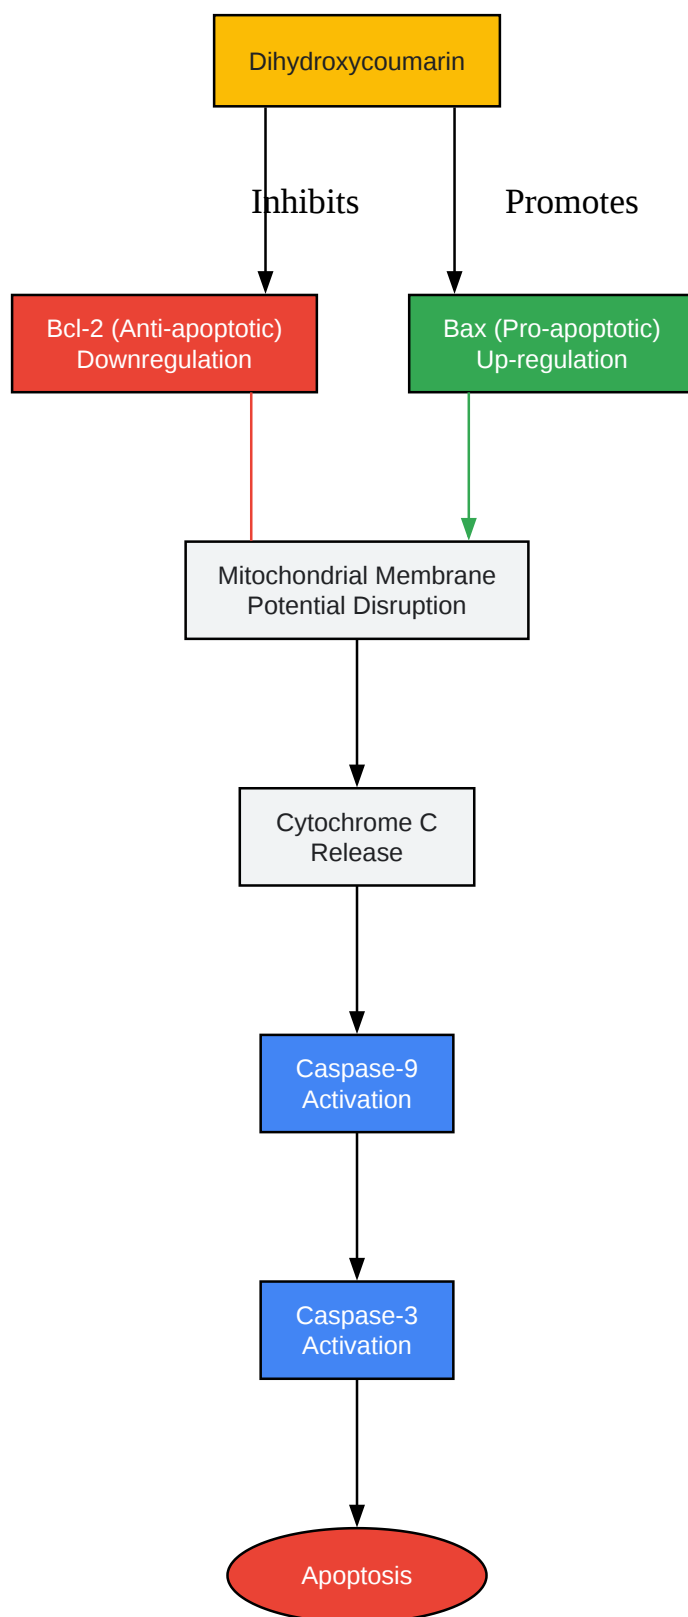 Dihydroxycoumarin
Inhibits
Promotes
Bcl-2 (Anti-apoptotic)
Downregulation
Bax (Pro-apoptotic)
Up-regulation
Mitochondrial Membrane
Potential Disruption
Cytochrome C
Release
Caspase-9
Activation
Caspase-3
Activation
Apoptosis